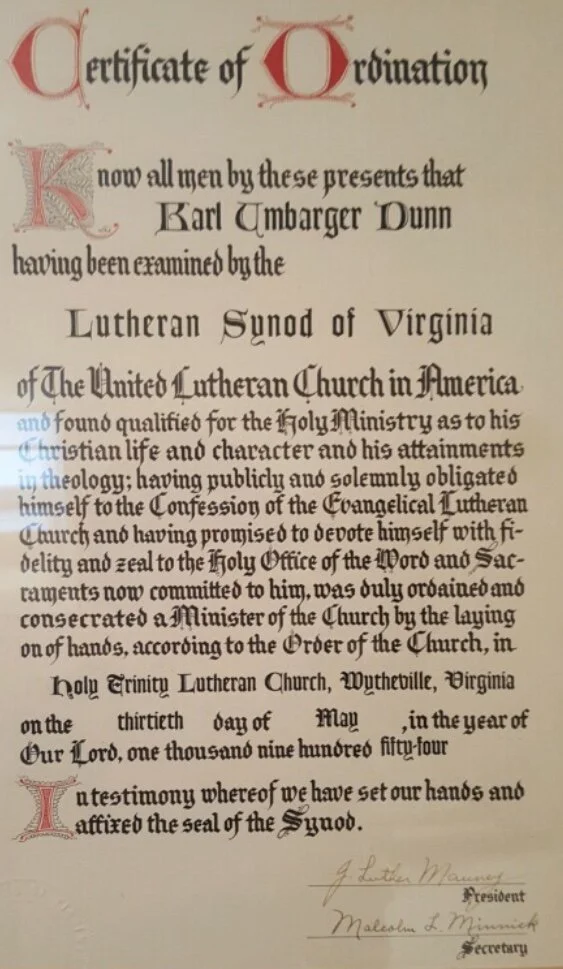 Certificate of Ordination
Know all men by these presents that
Karl Umbarger Dunn
having been examined by the
Lutheran Synod of Virginia
of The United Lutheran Church in America
and found qualified for the Holy Ministry as to his
Christian life and character and his attainments
in theology; having publicly and solemnly obligated
himself to the Confession of the Evangelical Lutheran
Church and having promised to devote himself with fi-
delity and zeal to the Holy Office of the Word and Sac-
raments now committed to him, was duly ordained and
consecrated a Minister of the Church by the laying
on of hands, according to the Order of the Church, in
Holy Trinity Lutheran Church, Wytheville, Virginia
on the thirtieth day of May , in the year of
Our Lord, one thousand nine hundred fifty-four
In testimony whereof we have set our hands and
affixed the seal of the Synod.
J. Luther Mauney
President
Malcolm L. Minnick
Secretary